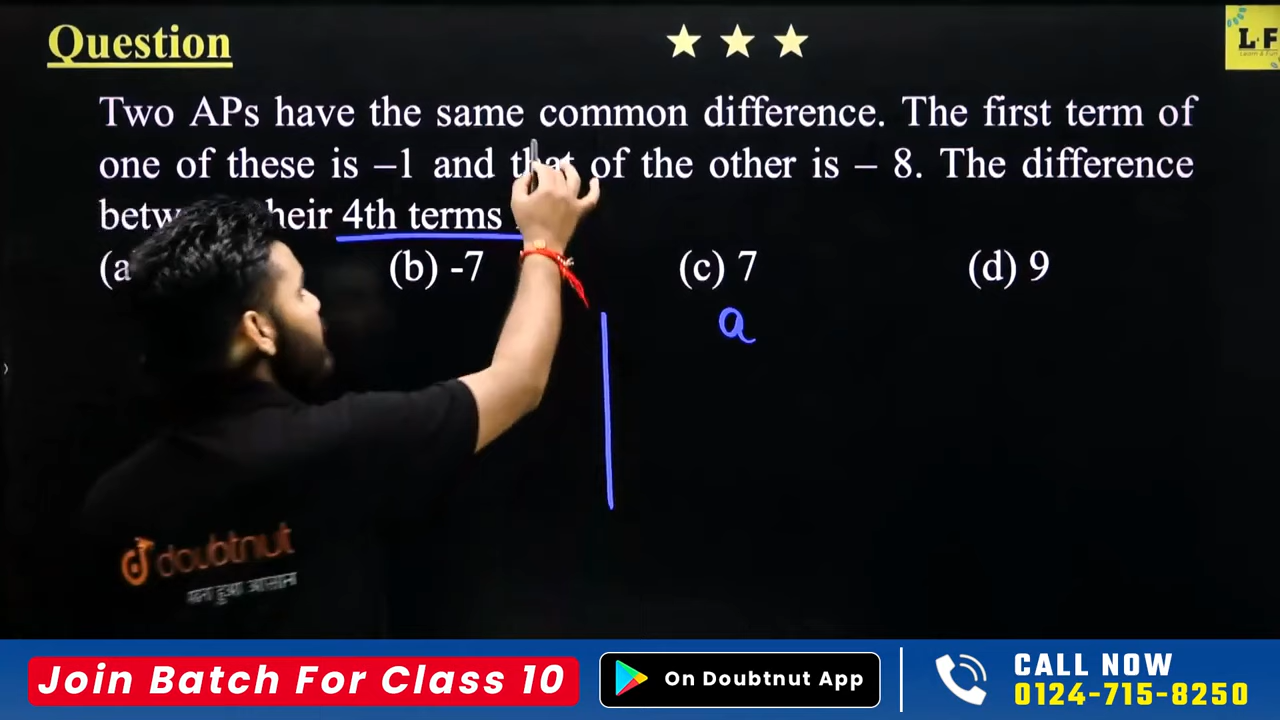 Question
L·F
Two APs have the same common difference. The first term of
one of these is –1 and that of the other is – 8. The difference
their 4th terms
(a (b) -7 (c) 7 (d) 9
a
doubtnut
Join Batch For Class 10
On Doubtnut App
CALL NOW
0124-715-8250